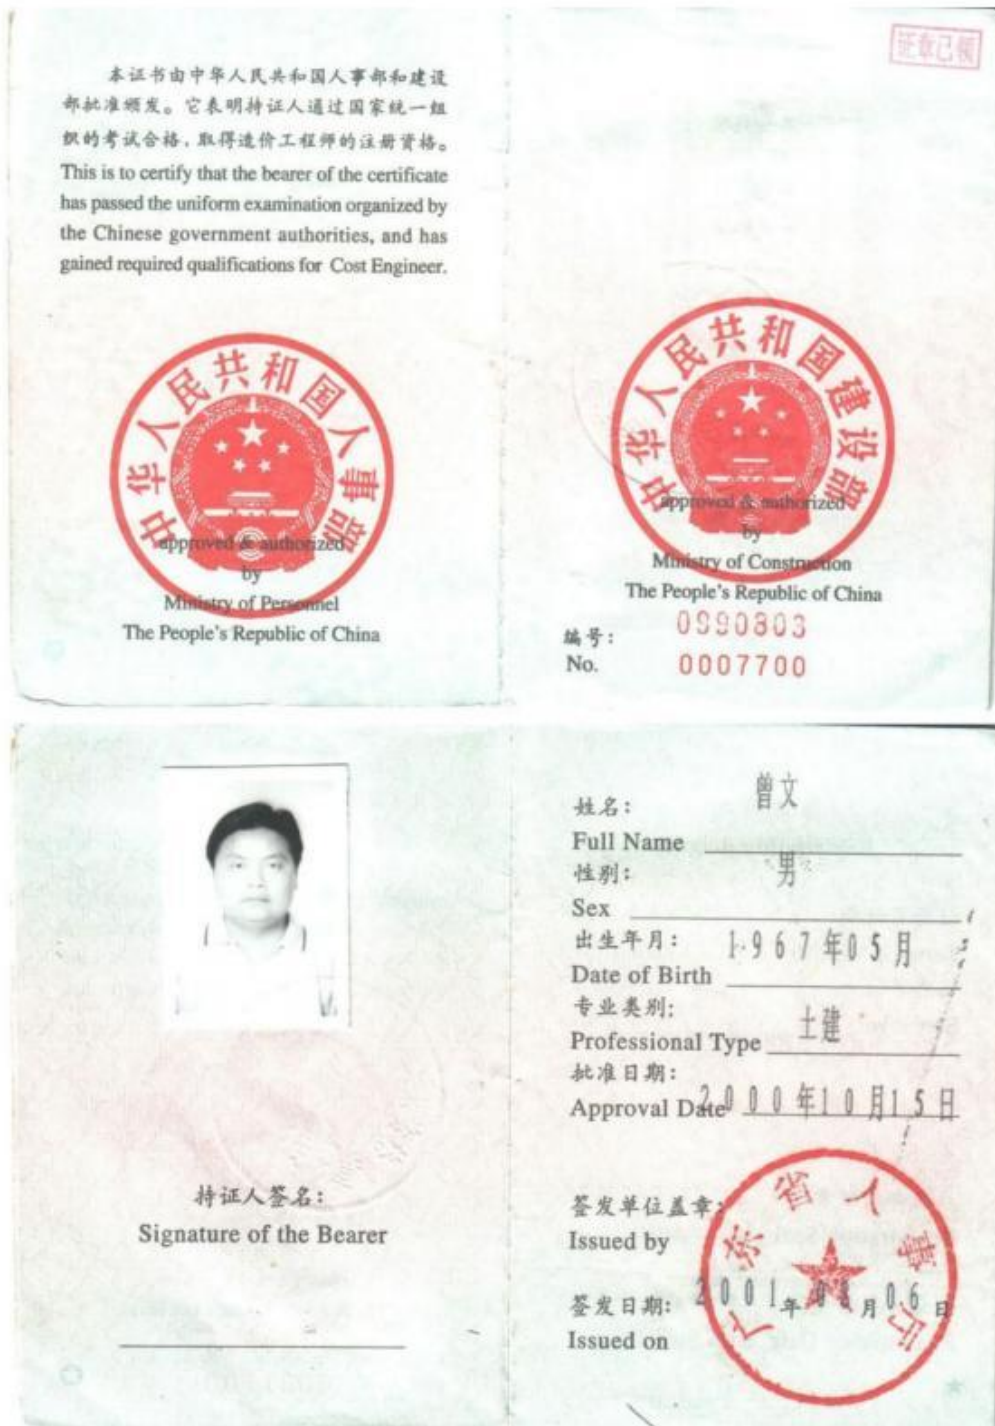 证章已领
本证书由中华人民共和国人事部和建设
部批准颁发。它表明持证人通过国家统一组
织的考试合格,取得造价工程师的注册资格。
This is to certify that the bearer of the certificate
has passed the uniform examination organized by
the Chinese government authorities, and has
gained required qualifications for Cost Engineer.
中华人民共和国人事部
approved & authorized
by
Ministry of Personnel
The People's Republic of China
中华人民共和国建设部
approved & authorized
by
Ministry of Construction
The People's Republic of China
编号: 0990803
No. 0007700
持证人签名:
Signature of the Bearer
姓名: 曾文
Full Name
性别: 男
Sex
出生年月: 1967年05月
Date of Birth
专业类别: 土建
Professional Type
批准日期:
Approval Date 2000年10月15日
签发单位盖章:
Issued by
广东省人事厅
签发日期: 2001年08月06日
Issued on